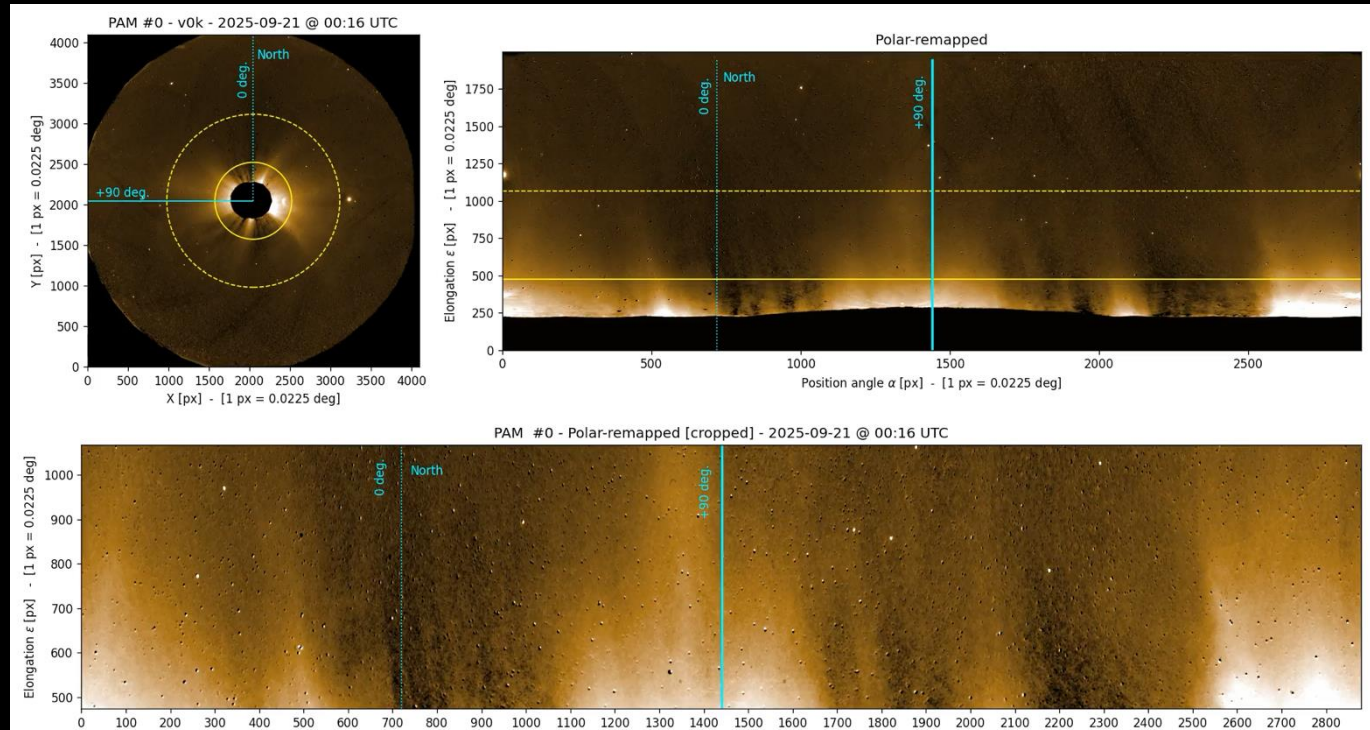 PAM #0 - v0k - 2025-09-21 @ 00:16 UTC
Y [px]  -  [1 px = 0.0225 deg]
4000
3500
3000
2500
2000
1500
1000
500
0
North
0 deg.
+90 deg.
0 500 1000 1500 2000 2500 3000 3500 4000
X [px]  -  [1 px = 0.0225 deg]
Polar-remapped
Elongation ε [px]  -  [1 px = 0.0225 deg]
1750
1500
1250
1000
750
500
250
0
0 deg.
North
+90 deg.
0 500 1000 1500 2000 2500
Position angle α [px]  -  [1 px = 0.0225 deg]
PAM  #0 - Polar-remapped [cropped] - 2025-09-21 @ 00:16 UTC
Elongation ε [px]  -  [1 px = 0.0225 deg]
1000
900
800
700
600
500
0 deg.
North
+90 deg.
0 100 200 300 400 500 600 700 800 900 1000 1100 1200 1300 1400 1500 1600 1700 1800 1900 2000 2100 2200 2300 2400 2500 2600 2700 2800